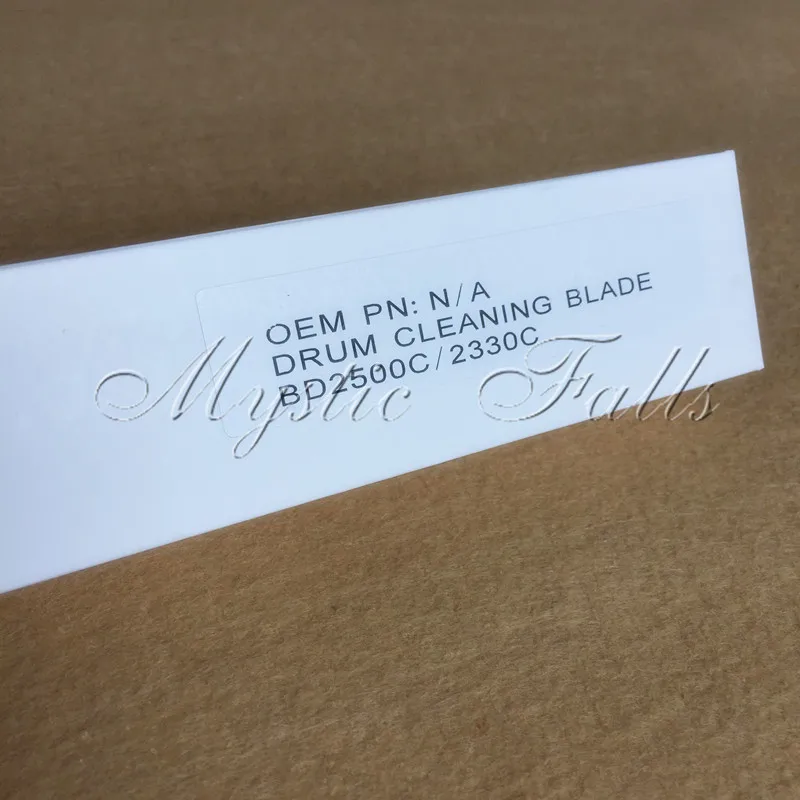 OEM PN: N/A
DRUM CLEANING BLADE
BD2500C/2330C
Mystic Falls